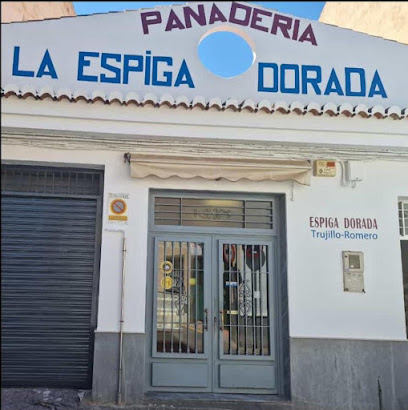 PANADERIA
LA ESPIGA DORADA
ESPIGA DORADA
Trujillo-Romero